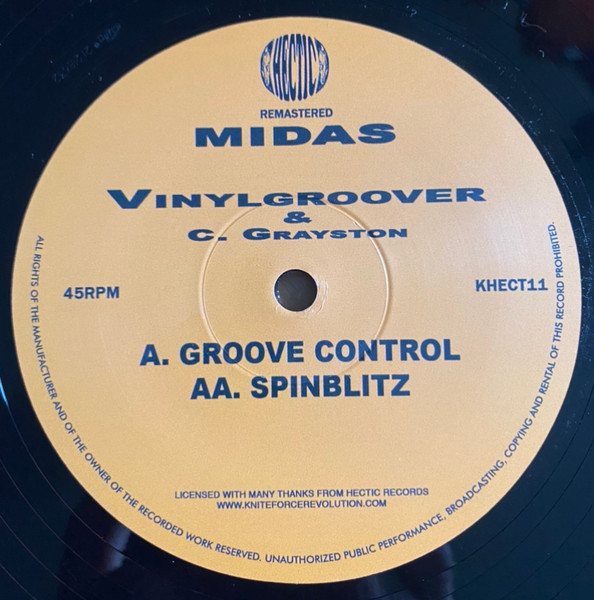 HECTIC
REMASTERED
MIDAS
VINYLGROOVER
&
C. GRAYSTON
45RPM
KHECT11
A. GROOVE CONTROL
AA. SPINBLITZ
LICENSED WITH MANY THANKS FROM HECTIC RECORDS
WWW.KNITEFORCEREVOLUTION.COM
ALL RIGHTS OF THE MANUFACTURER AND OF THE OWNER OF THE RECORDED WORK RESERVED. UNAUTHORIZED PUBLIC PERFORMANCE, BROADCASTING, COPYING AND RENTAL OF THIS RECORD PROHIBITED.